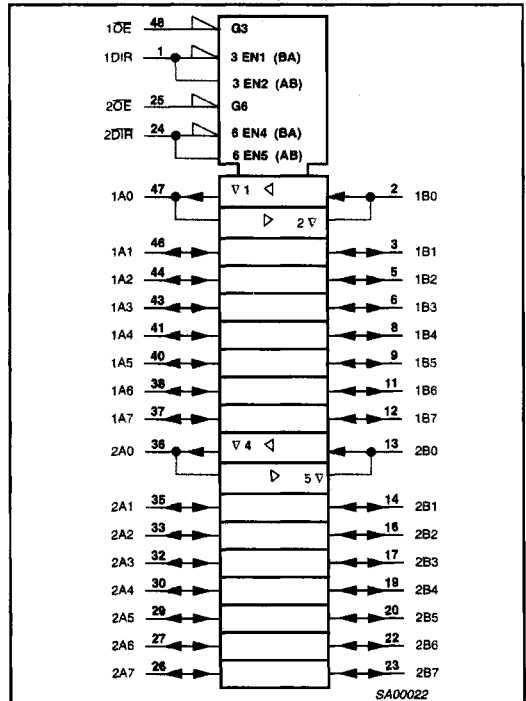 1OE 48 G3
1DIR 1 3 EN1 (BA)
3 EN2 (AB)
2OE 25 G6
2DIR 24 6 EN4 (BA)
6 EN5 (AB)
1A0 47 ▽ 1 ◁ 2 1B0
▷ 2 ▽
1A1 46 3 1B1
1A2 44 5 1B2
1A3 43 6 1B3
1A4 41 8 1B4
1A5 40 9 1B5
1A6 38 11 1B6
1A7 37 12 1B7
2A0 36 ▽ 4 ◁ 13 2B0
▷ 5 ▽
2A1 35 14 2B1
2A2 33 16 2B2
2A3 32 17 2B3
2A4 30 19 2B4
2A5 29 20 2B5
2A6 27 22 2B6
2A7 26 23 2B7
SA00022